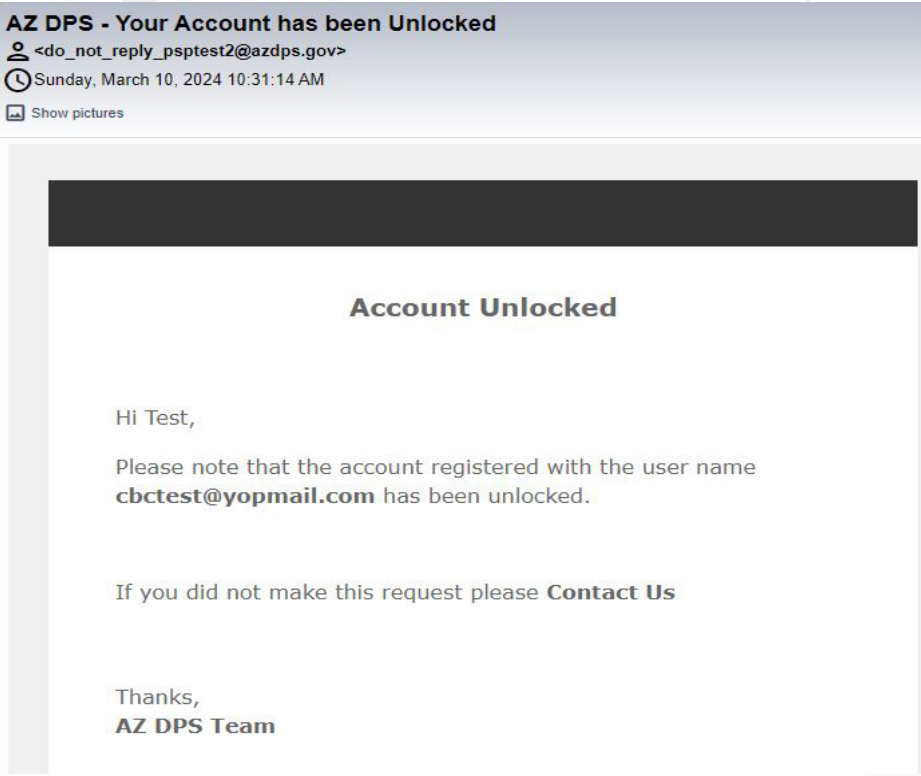 AZ DPS - Your Account has been Unlocked
<do_not_reply_psptest2@azdps.gov>
Sunday, March 10, 2024 10:31:14 AM
Show pictures
Account Unlocked
Hi Test,
Please note that the account registered with the user name
cbctest@yopmail.com has been unlocked.
If you did not make this request please Contact Us
Thanks,
AZ DPS Team